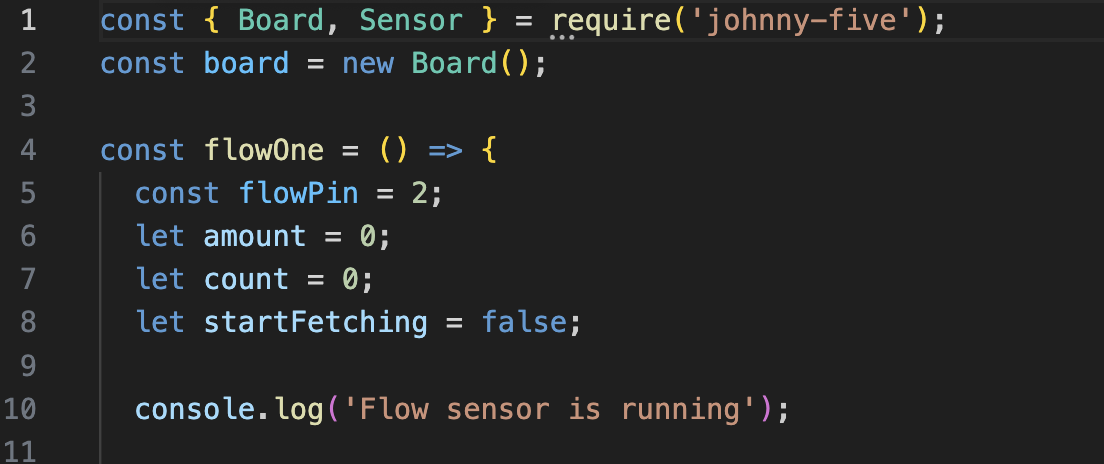 1 const { Board, Sensor } = require('johnny-five');
2 const board = new Board();
3
4 const flowOne = () => {
5   const flowPin = 2;
6   let amount = 0;
7   let count = 0;
8   let startFetching = false;
9
10   console.log('Flow sensor is running');
11